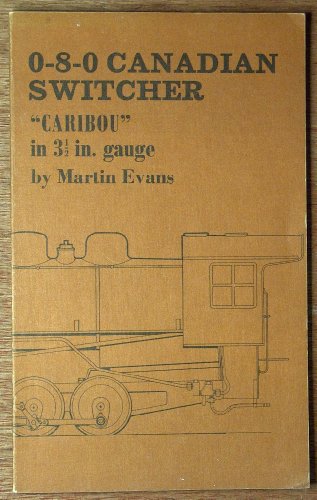 0-8-0 CANADIAN
SWITCHER
“CARIBOU”
in 3½ in. gauge
by Martin Evans